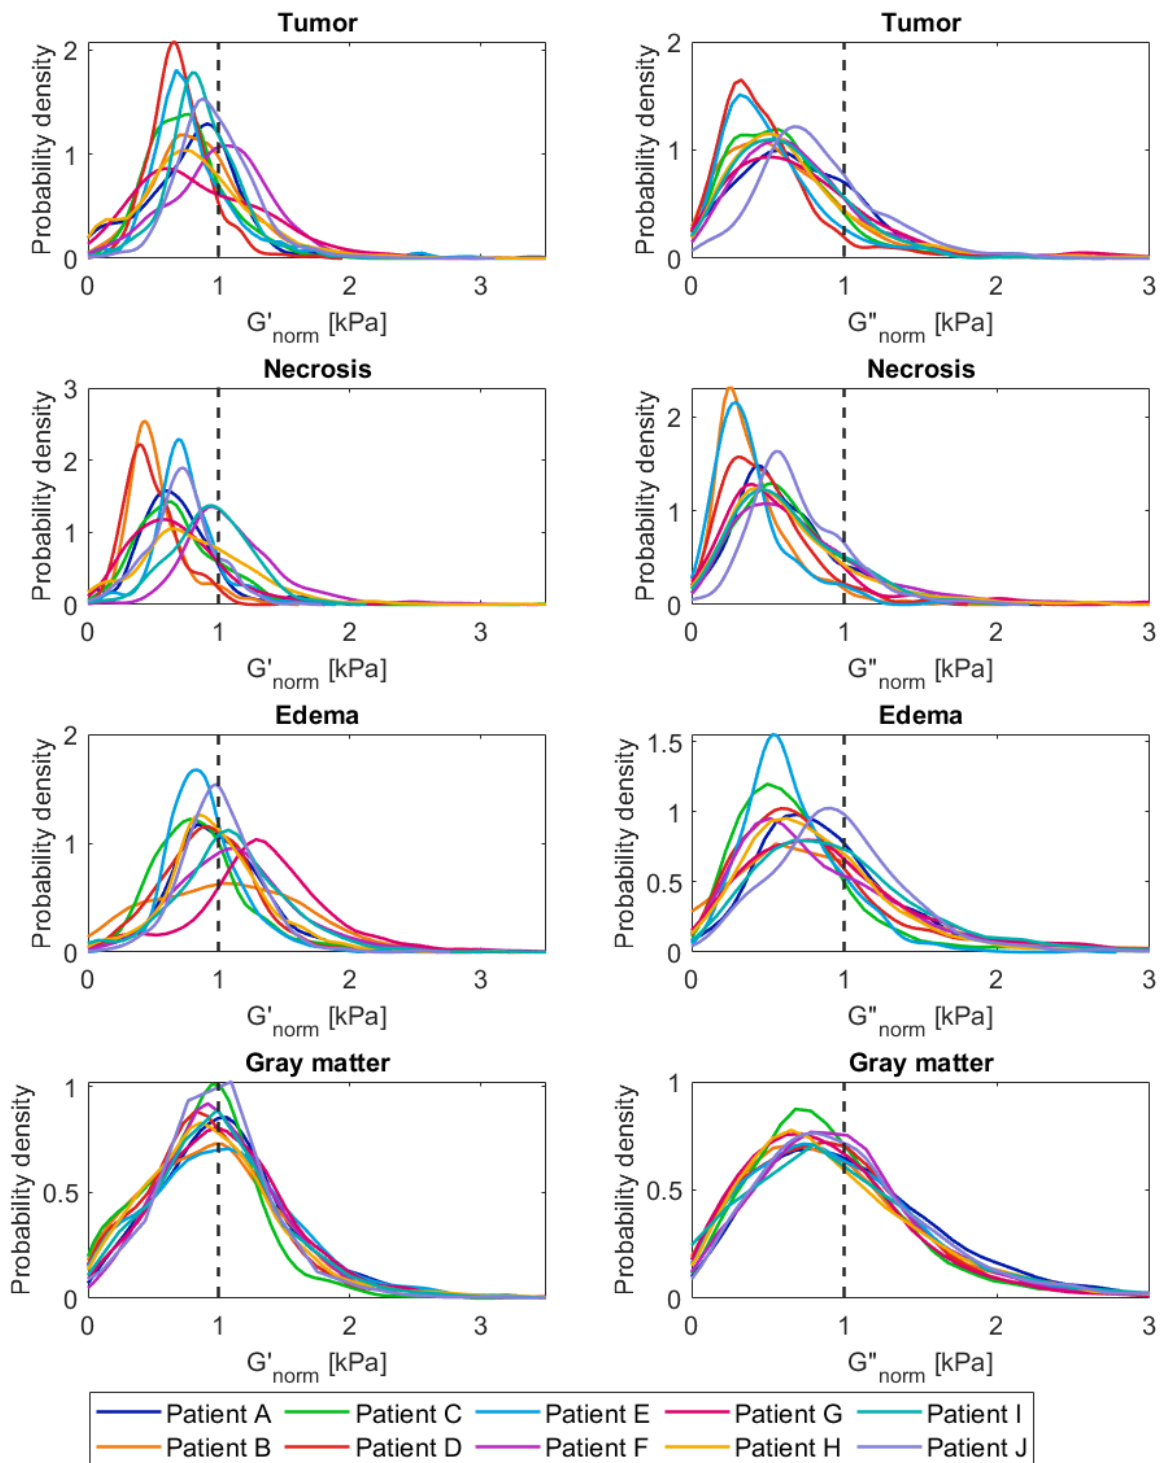 Tumor
Probability density
2
1
0
0 1 2 3
G'norm [kPa]
Tumor
Probability density
2
1
0
0 1 2 3
G"norm [kPa]
Necrosis
Probability density
3
2
1
0
0 1 2 3
G'norm [kPa]
Necrosis
Probability density
2
1
0
0 1 2 3
G"norm [kPa]
Edema
Probability density
2
1
0
0 1 2 3
G'norm [kPa]
Edema
Probability density
1.5
1
0.5
0
0 1 2 3
G"norm [kPa]
Gray matter
Probability density
1
0.5
0
0 1 2 3
G'norm [kPa]
Gray matter
Probability density
1
0.5
0
0 1 2 3
G"norm [kPa]
Patient A Patient C Patient E Patient G Patient I
Patient B Patient D Patient F Patient H Patient J